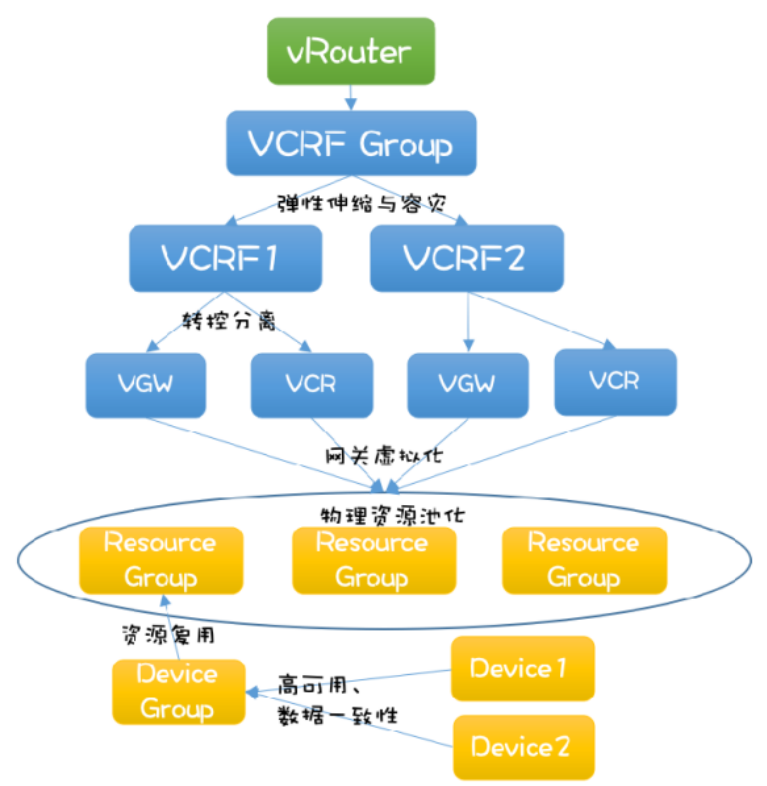 vRouter
VCRF Group
弹性伸缩与容灾
VCRF1
VCRF2
转控分离
VGW
VCR
VGW
VCR
网关虚拟化
物理资源池化
Resource
Group
Resource
Group
Resource
Group
资源复用
Device
Group
高可用、
数据一致性
Device1
Device2